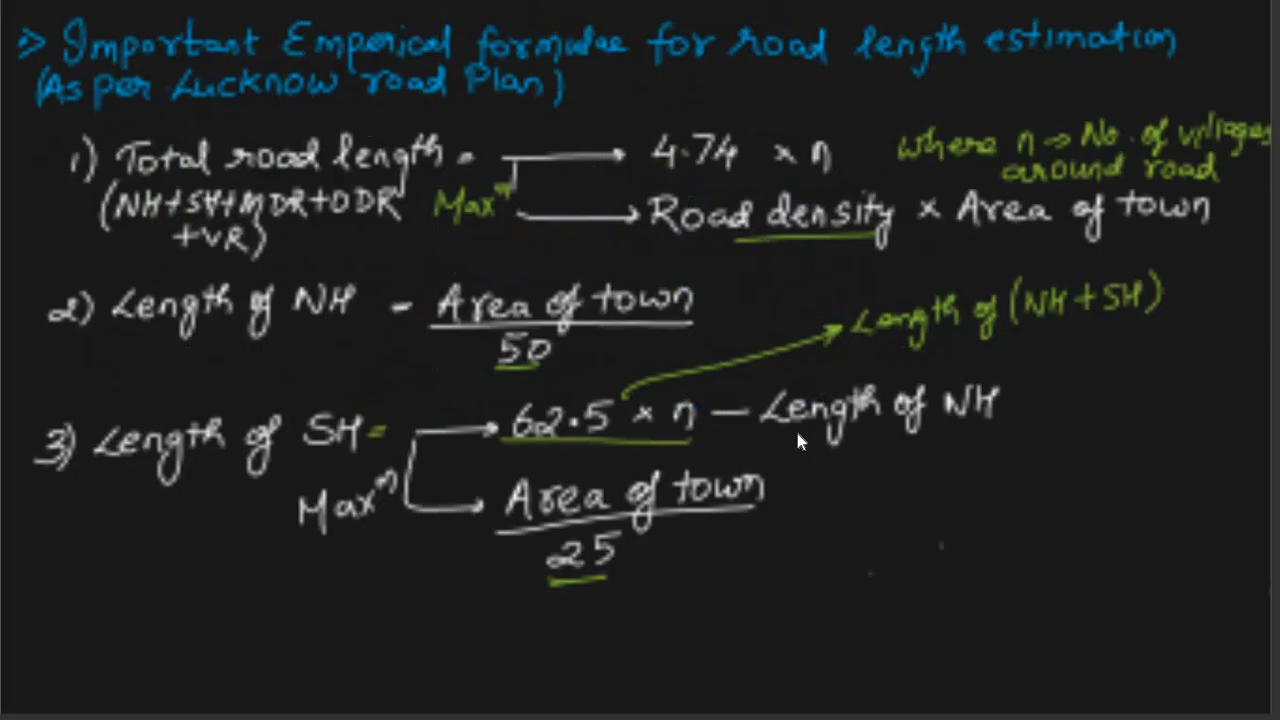 ⇒ Important Emperical formulae for road length estimation
(As per Lucknow road Plan)
1) Total road length = → 4.74 × n where n ⇒ No. of villages around road
(NH+SH+MDR+ODR+VR) Maxᵐ → Road density × Area of town
2) Length of NH - Area of town / 50
Length of (NH+SH)
3) Length of SH = → 62.5 × n — Length of NH
Maxᵐ → Area of town / 25